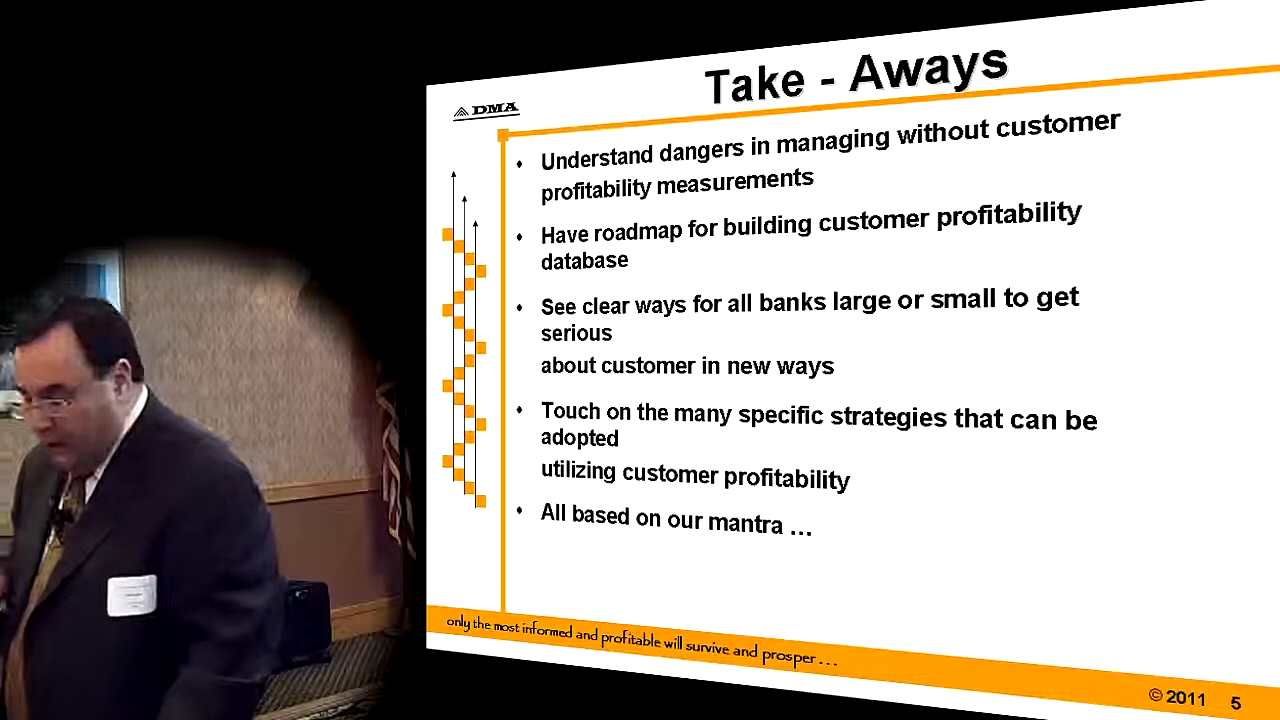 Take - Aways
DMA
• Understand dangers in managing without customer
profitability measurements
• Have roadmap for building customer profitability
database
• See clear ways for all banks large or small to get
serious
about customer in new ways
• Touch on the many specific strategies that can be
adopted
utilizing customer profitability
• All based on our mantra …
only the most informed and profitable will survive and prosper . . .
© 2011 5